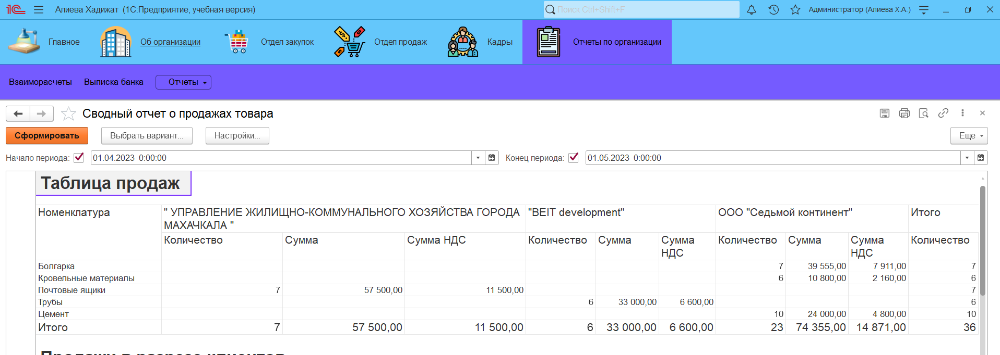 Алиева Хадижат (1С:Предприятие, учебная версия)
Поиск Ctrl+Shift+F
Администратор (Алиева Х.А.)
Главное
Об организации
Отдел закупок
Отдел продаж
Кадры
Отчеты по организации
Взаиморасчеты Выписка банка Отчеты
Сводный отчет о продажах товара
Сформировать Выбрать вариант... Настройки... Еще
Начало периода: 01.04.2023 0:00:00 Конец периода: 01.05.2023 0:00:00
Таблица продаж
Номенклатура " УПРАВЛЕНИЕ ЖИЛИЩНО-КОММУНАЛЬНОГО ХОЗЯЙСТВА ГОРОДА "BEIT development" ООО "Седьмой континент" Итого
МАХАЧКАЛА "
Количество Сумма Сумма НДС Количество Сумма Сумма НДС Количество Сумма Сумма НДС Количество
Болгарка 7 39 555,00 7 911,00 7
Кровельные материалы 6 10 800,00 2 160,00 6
Почтовые ящики 7 57 500,00 11 500,00 7
Трубы 6 33 000,00 6 600,00 6
Цемент 10 24 000,00 4 800,00 10
Итого 7 57 500,00 11 500,00 6 33 000,00 6 600,00 23 74 355,00 14 871,00 36
Продажи в разрезе клиентов